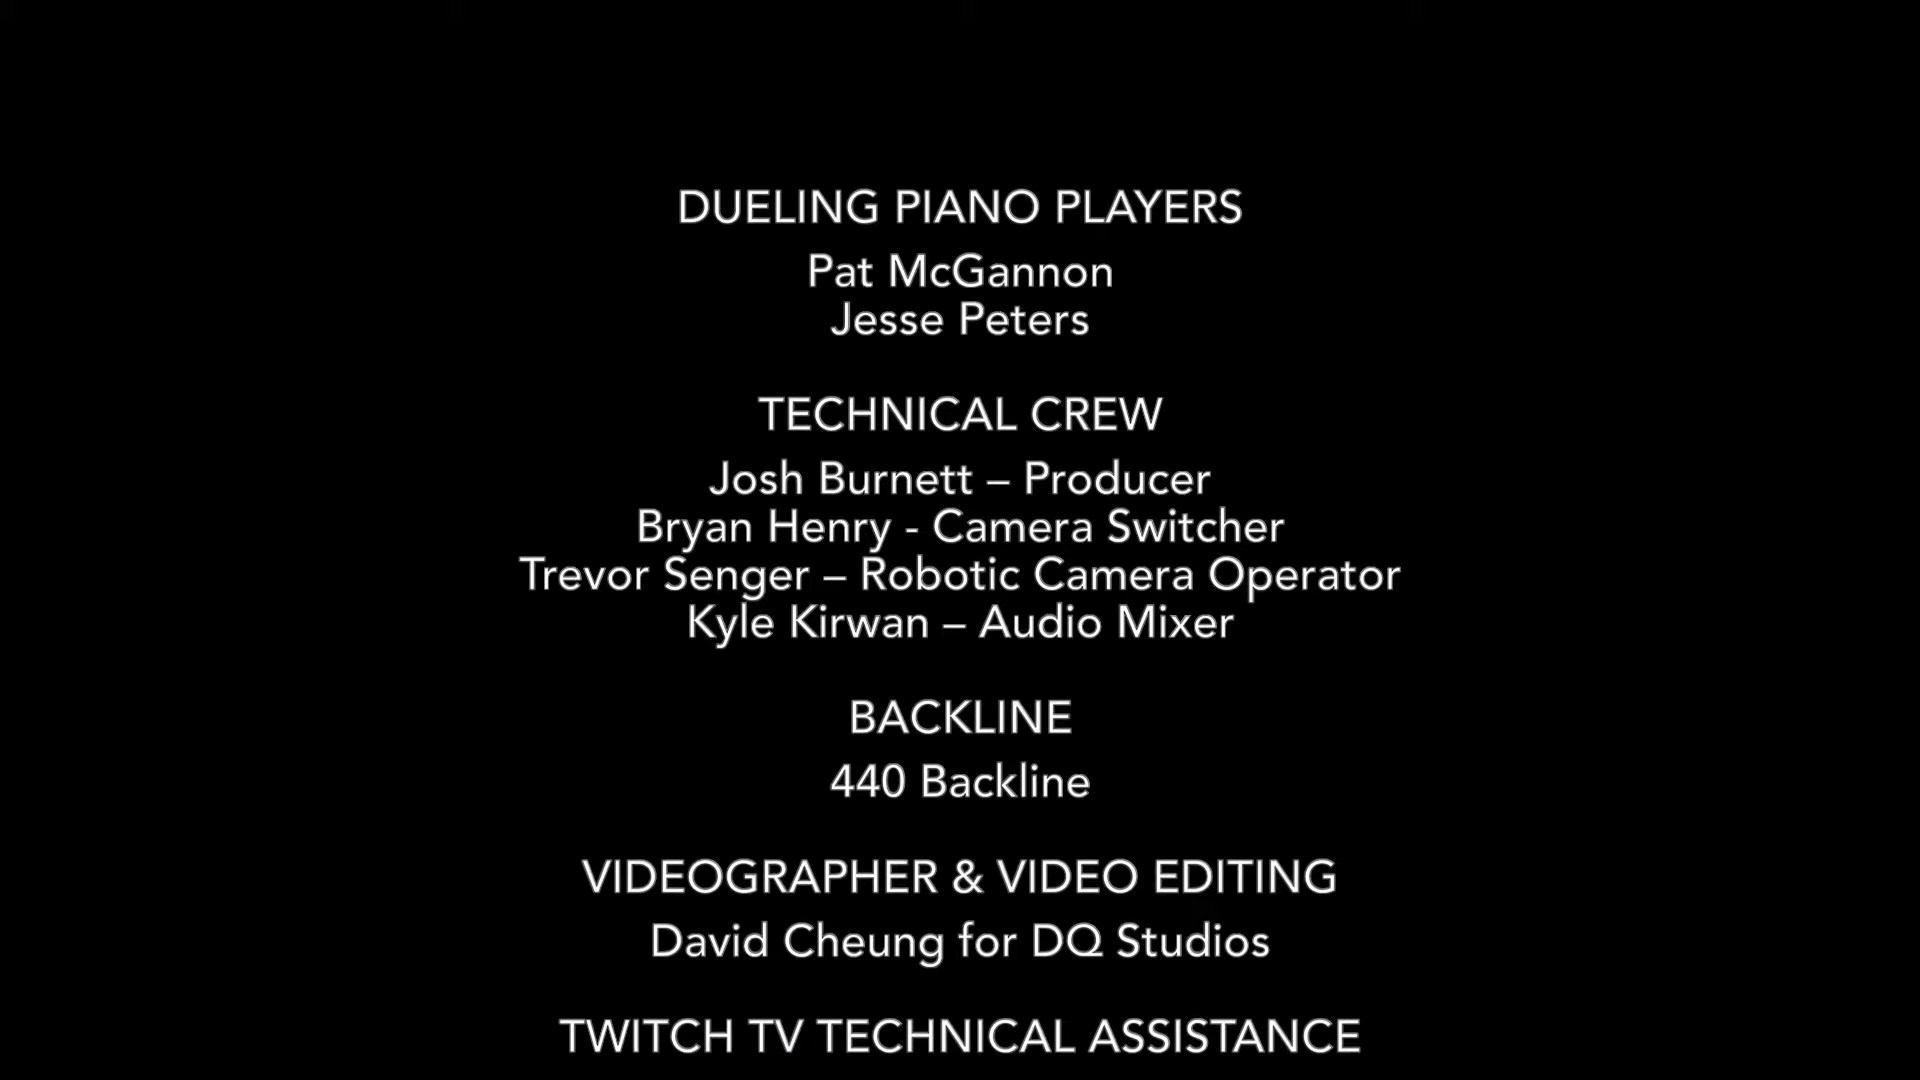 DUELING PIANO PLAYERS
Pat McGannon
Jesse Peters
TECHNICAL CREW
Josh Burnett – Producer
Bryan Henry - Camera Switcher
Trevor Senger – Robotic Camera Operator
Kyle Kirwan – Audio Mixer
BACKLINE
440 Backline
VIDEOGRAPHER & VIDEO EDITING
David Cheung for DQ Studios
TWITCH TV TECHNICAL ASSISTANCE